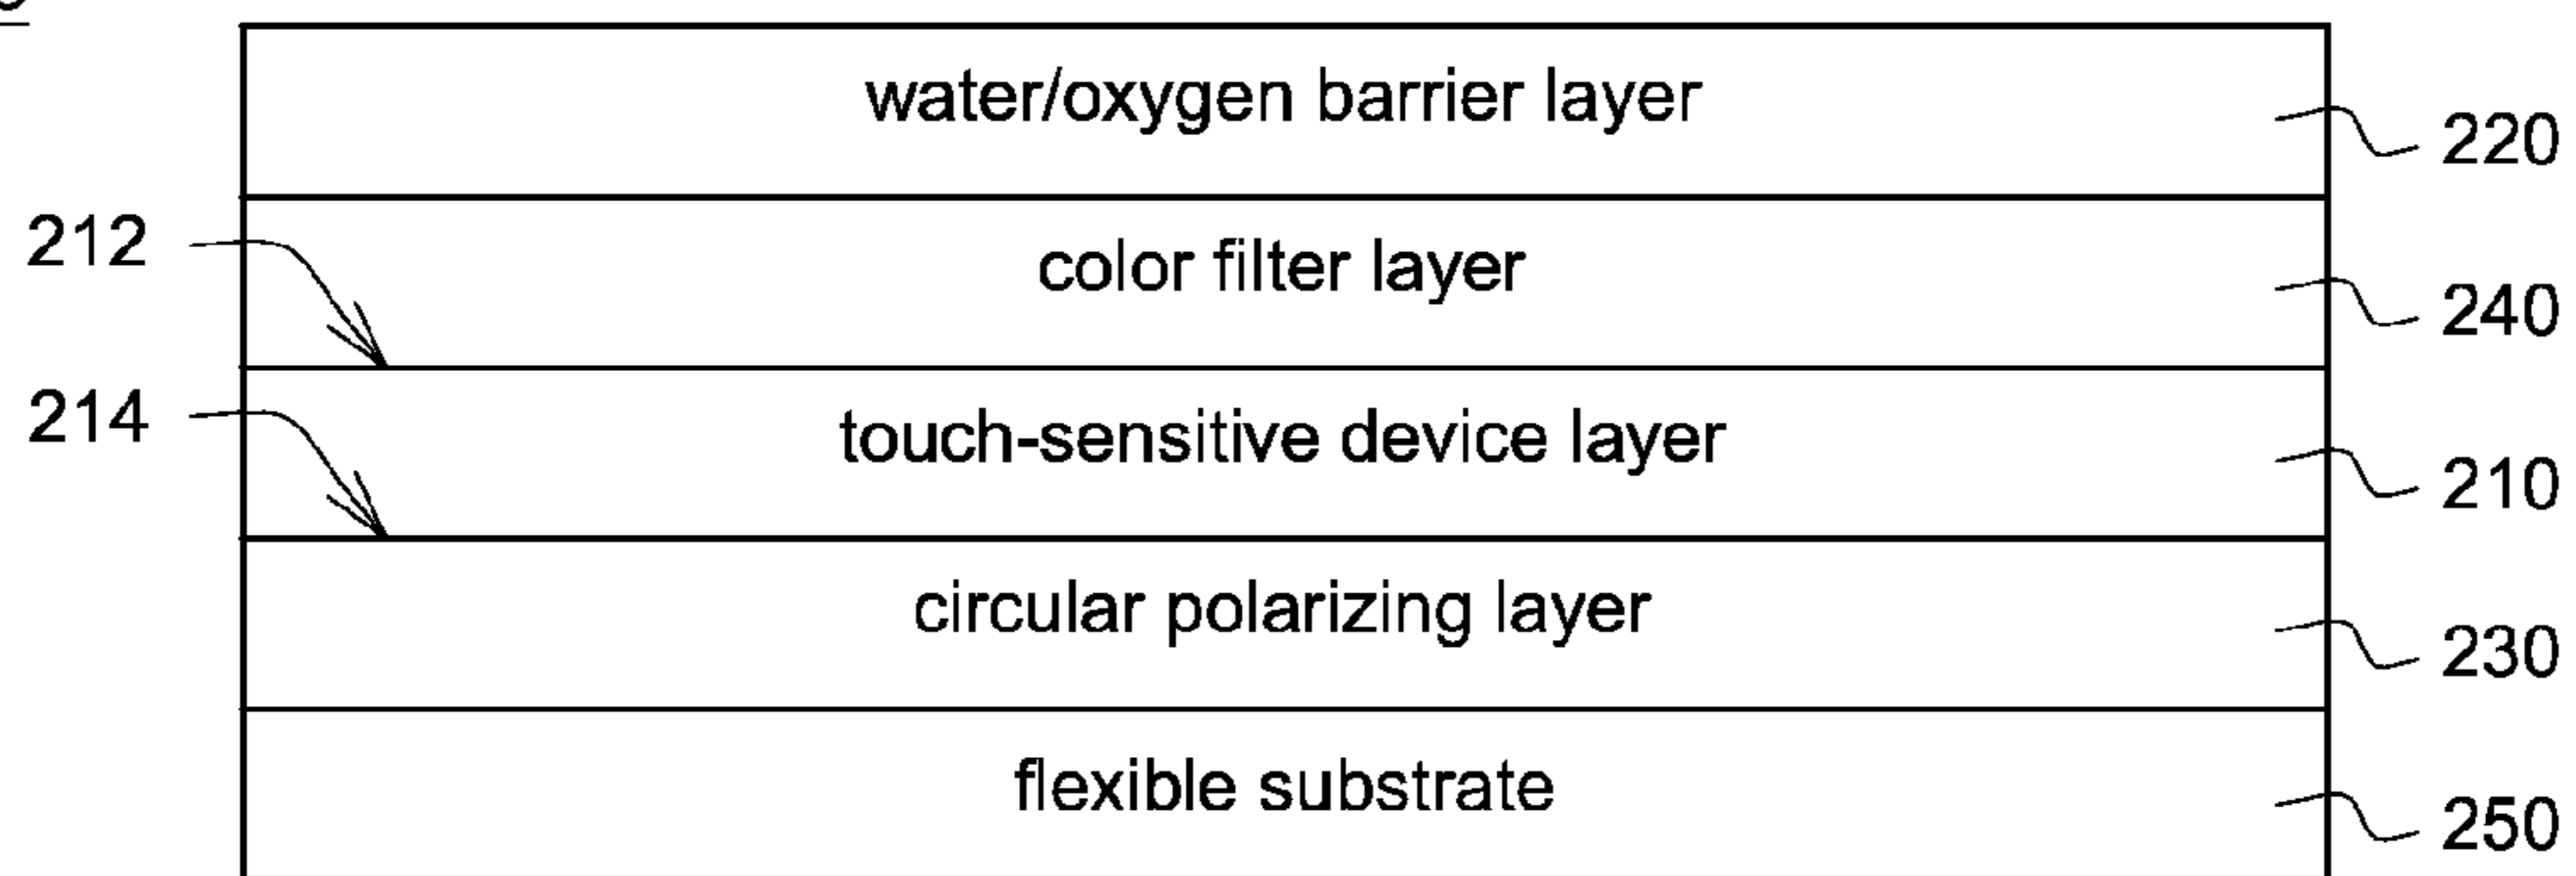 water/oxygen barrier layer
220
212
color filter layer
240
214
touch-sensitive device layer
210
circular polarizing layer
230
flexible substrate
250